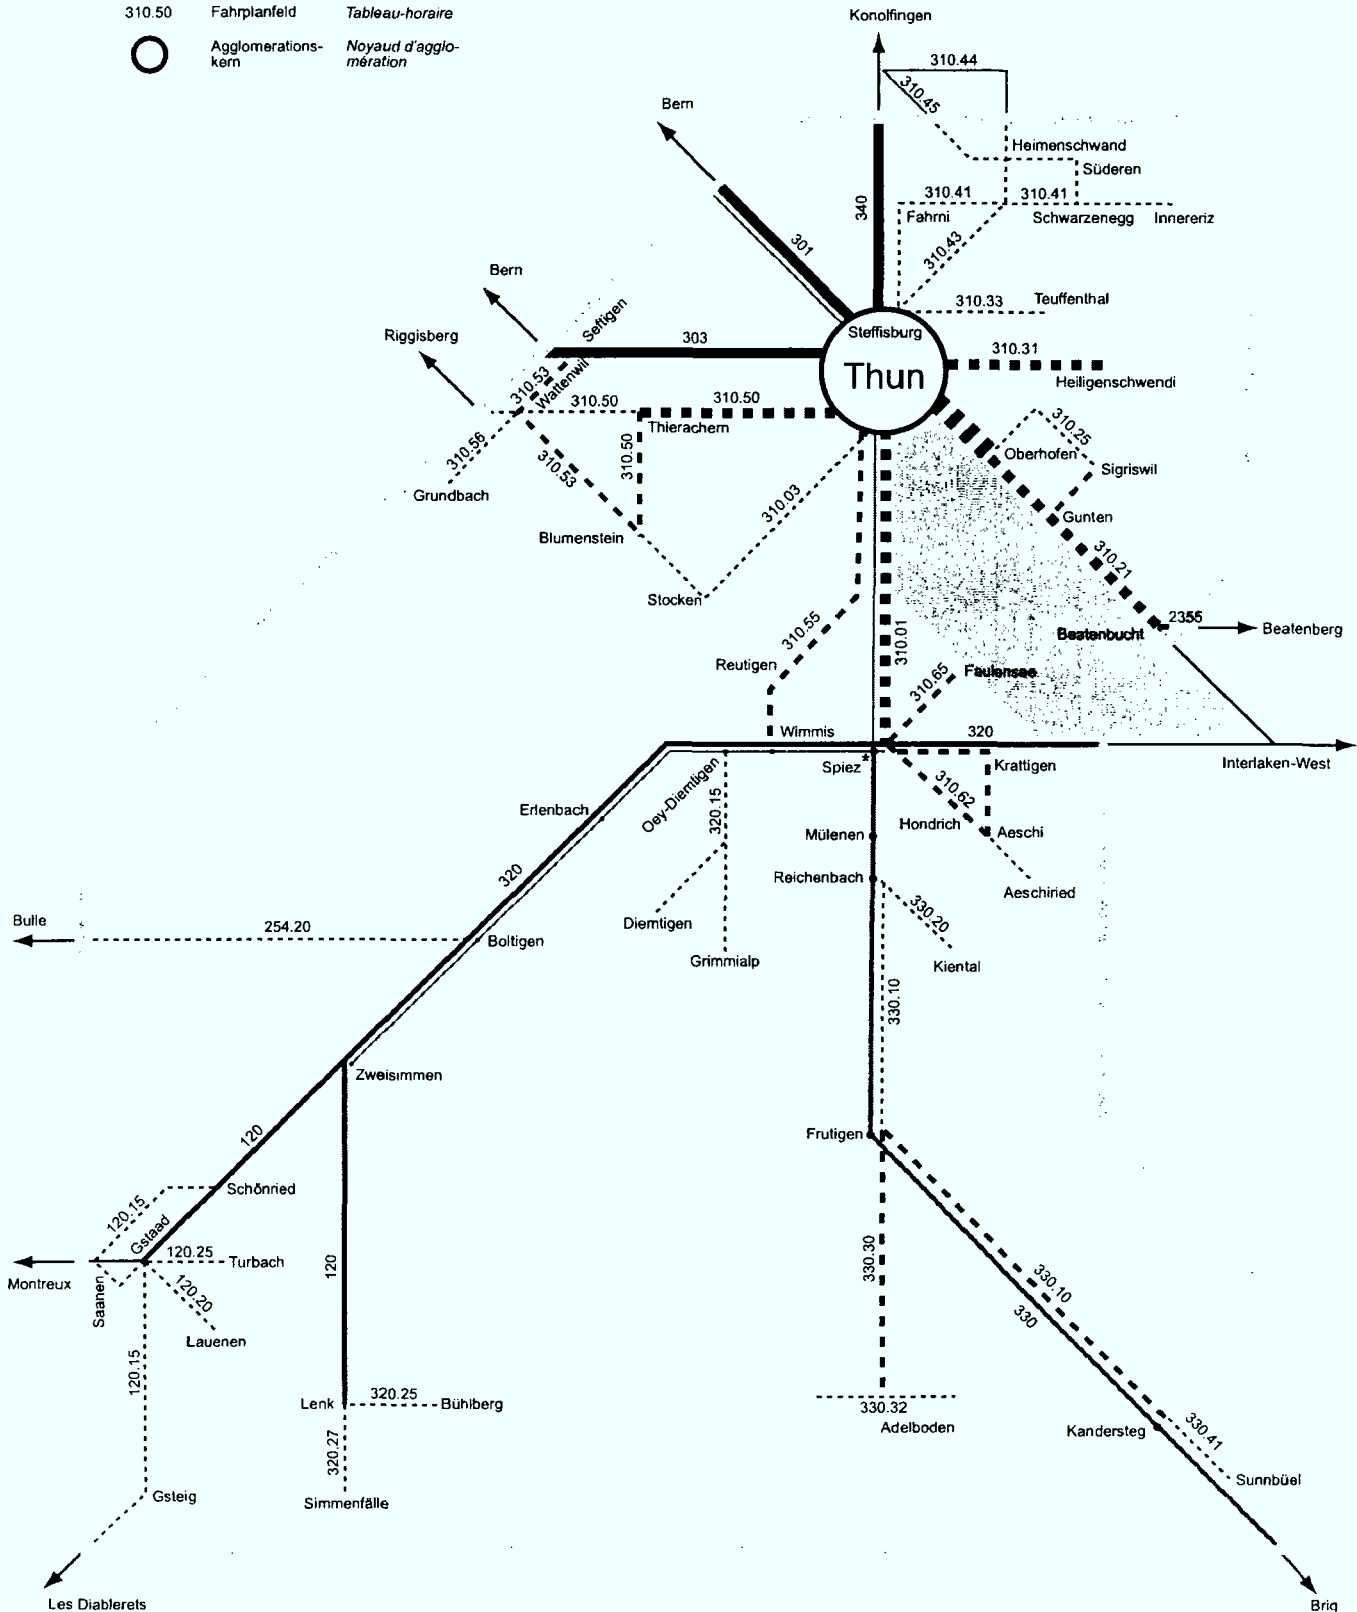 310.50 Fahrplanfeld Tableau-horaire
Agglomerations- Noyaud d'agglo-
kern mération
Konolfingen
310.44
310.45
Bern
Heimenschwand
Süderen
340
310.41
310.41
Fahrni
Schwarzenegg
Innereriz
301
310.43
Bern
310.33
Teuffenthal
Seftigen
Riggisberg
303
Steffisburg
Thun
310.31
Heiligenschwendi
310.53
Wattenwil
310.50
310.50
Thierachern
310.25
Oberhofen
Sigriswil
310.56
310.53
310.50
Grundbach
310.03
Gunten
Blumenstein
310.21
Stocken
310.55
310.01
2355
Beatenberg
Beatenbucht
Reutigen
310.65
Faulensee
Wimmis
320
Spiez*
Krattigen
Interlaken-West
Oey-Diemtigen
310.62
320.15
Erlenbach
Hondrich
Aeschi
Mülenen
320
Reichenbach
Aeschiried
Bulle
254.20
Boltigen
Diemtigen
330.20
Grimmialp
Kiental
330.10
Zweisimmen
120
Frutigen
Schönried
120.15
Gstaad
120.25
Turbach
Montreux
Saanen
120.20
Lauenen
120
330.30
330.10
330
120.15
Lenk
320.25
Bühlberg
330.32
Adelboden
Kandersteg
330.41
320.27
Sunnbüel
Gsteig
Simmenfälle
Les Diablerets
Brig